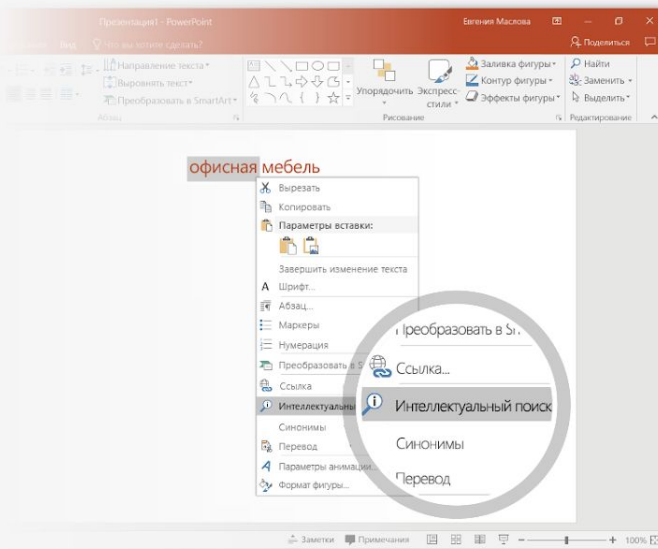 Презентация1 - PowerPoint
Евгения Маслова
Вид
Что вы хотите сделать?
Поделиться
Направление текста
Выровнять текст
Преобразовать в SmartArt
Абзац
Упорядочить
Экспресс-
стили
Заливка фигуры
Контур фигуры
Эффекты фигуры
Рисование
Найти
Заменить
Выделить
Редактирование
офисная мебель
Вырезать
Копировать
Параметры вставки:
Завершить изменение текста
Шрифт...
Абзац...
Маркеры
Нумерация
Преобразовать в S
Ссылка
Интеллектуальны
Синонимы
Перевод
Параметры анимации...
Формат фигуры...
Преобразовать в Sm
Ссылка...
Интеллектуальный поиск
Синонимы
Перевод
Заметки
Примечания
100%